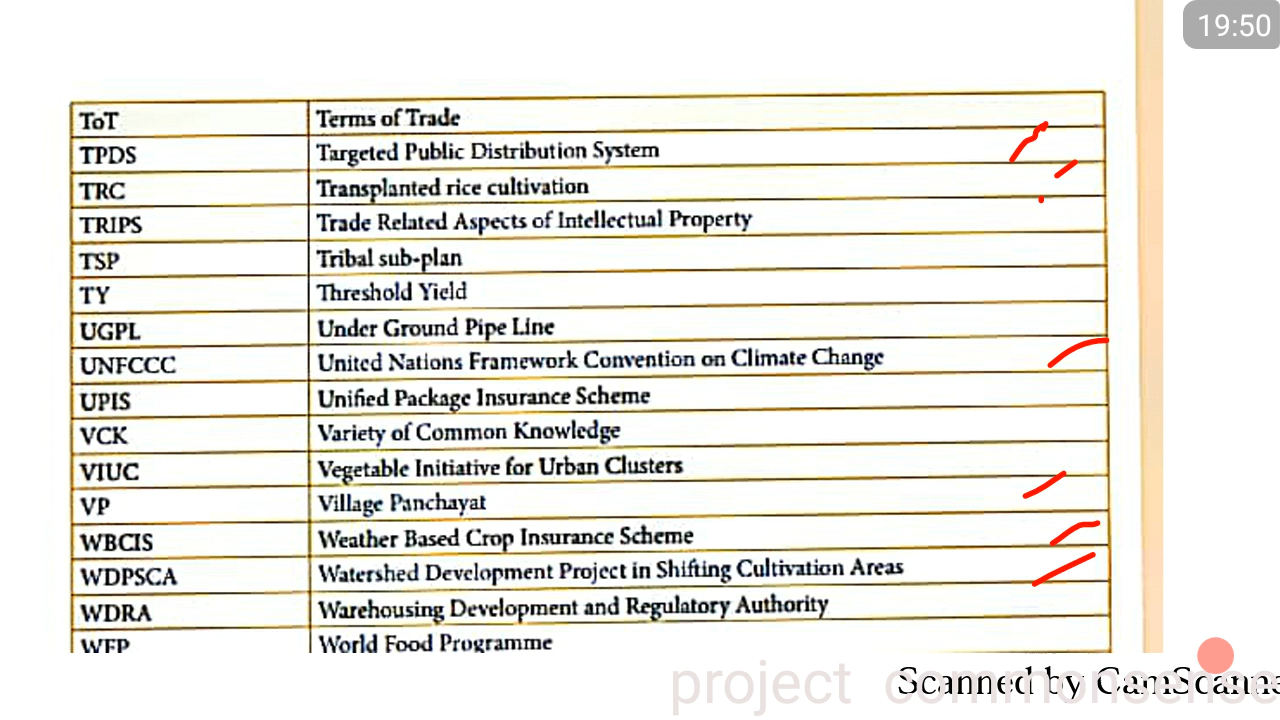 19:50
ToT Terms of Trade
TPDS Targeted Public Distribution System
TRC Transplanted rice cultivation
TRIPS Trade Related Aspects of Intellectual Property
TSP Tribal sub-plan
TY Threshold Yield
UGPL Under Ground Pipe Line
UNFCCC United Nations Framework Convention on Climate Change
UPIS Unified Package Insurance Scheme
VCK Variety of Common Knowledge
VIUC Vegetable Initiative for Urban Clusters
VP Village Panchayat
WBCIS Weather Based Crop Insurance Scheme
WDPSCA Watershed Development Project in Shifting Cultivation Areas
WDRA Warehousing Development and Regulatory Authority
WFP World Food Programme
project commonsense
Scanned by CamScanne